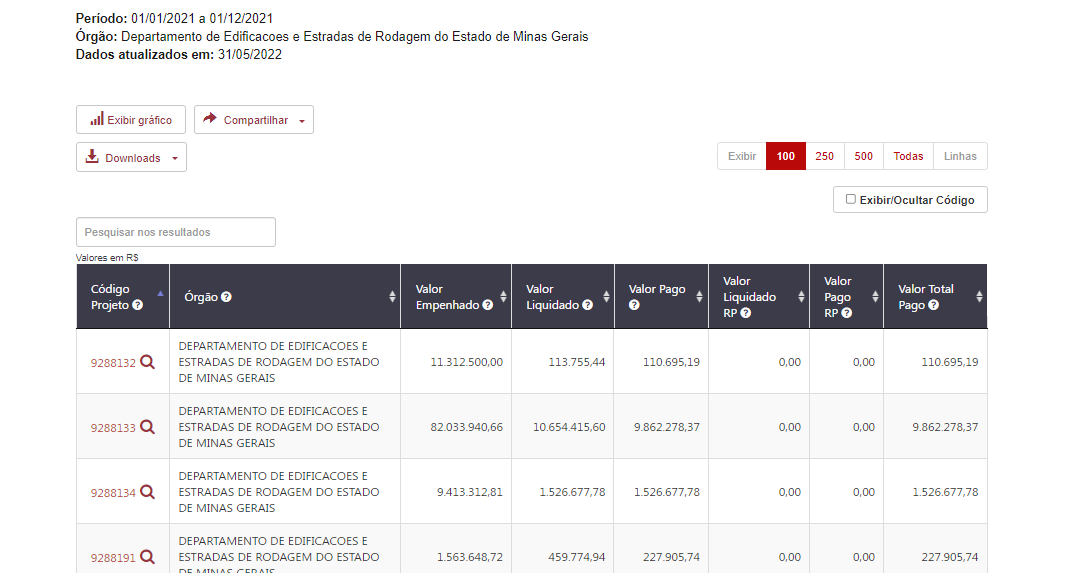 Período: 01/01/2021 a 01/12/2021
Órgão: Departamento de Edificacoes e Estradas de Rodagem do Estado de Minas Gerais
Dados atualizados em: 31/05/2022
Exibir gráfico
Compartilhar
Downloads
Exibir 100 250 500 Todas Linhas
Exibir/Ocultar Código
Pesquisar nos resultados
Valores em R$
Código Projeto
Órgão
Valor Empenhado
Valor Liquidado
Valor Pago
Valor Liquidado RP
Valor Pago RP
Valor Total Pago
9288132
DEPARTAMENTO DE EDIFICACOES E
ESTRADAS DE RODAGEM DO ESTADO
DE MINAS GERAIS
11.312.500,00 113.755,44 110.695,19 0,00 0,00 110.695,19
9288133
DEPARTAMENTO DE EDIFICACOES E
ESTRADAS DE RODAGEM DO ESTADO
DE MINAS GERAIS
82.033.940,66 10.654.415,60 9.862.278,37 0,00 0,00 9.862.278,37
9288134
DEPARTAMENTO DE EDIFICACOES E
ESTRADAS DE RODAGEM DO ESTADO
DE MINAS GERAIS
9.413.312,81 1.526.677,78 1.526.677,78 0,00 0,00 1.526.677,78
9288191
DEPARTAMENTO DE EDIFICACOES E
ESTRADAS DE RODAGEM DO ESTADO
DE MINAS GERAIS
1.563.648,72 459.774,94 227.905,74 0,00 0,00 227.905,74